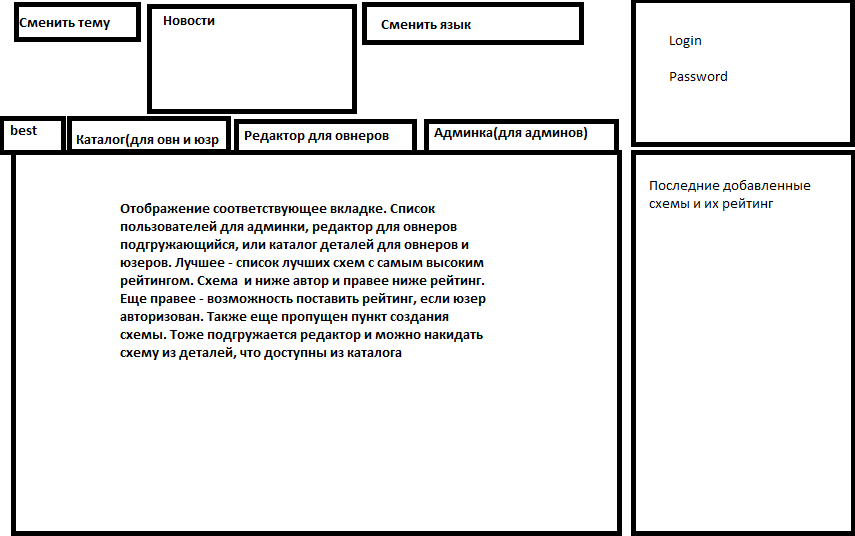 Сменить тему
Новости
Сменить язык
Login
Password
best
Каталог(для овн и юзр
Редактор для овнеров
Админка(для админов)
Отображение соответствующее вкладке. Список
пользователей для админки, редактор для овнеров
подгружающийся, или каталог деталей для овнеров и
юзеров. Лучшее - список лучших схем с самым высоким
рейтингом. Схема  и ниже автор и правее ниже рейтинг.
Еще правее - возможность поставить рейтинг, если юзер
авторизован. Также еще пропущен пункт создания
схемы. Тоже подгружается редактор и можно накидать
схему из деталей, что доступны из каталога
Последние добавленные
схемы и их рейтинг